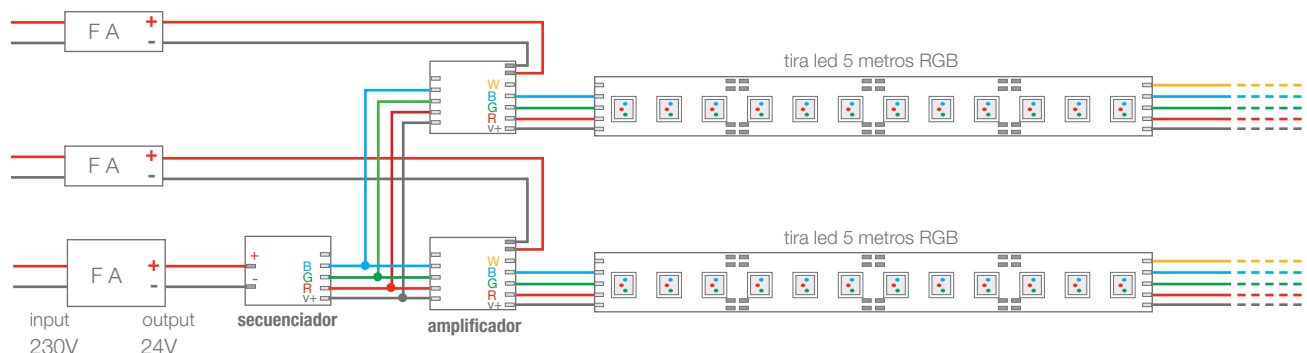 F A + -
tira led 5 metros RGB
W
B
G
R
V+
F A + -
tira led 5 metros RGB
F A + -
+
-
B
G
R
V+
W
B
G
R
V+
input 230V
output 24V
secuenciador
amplificador